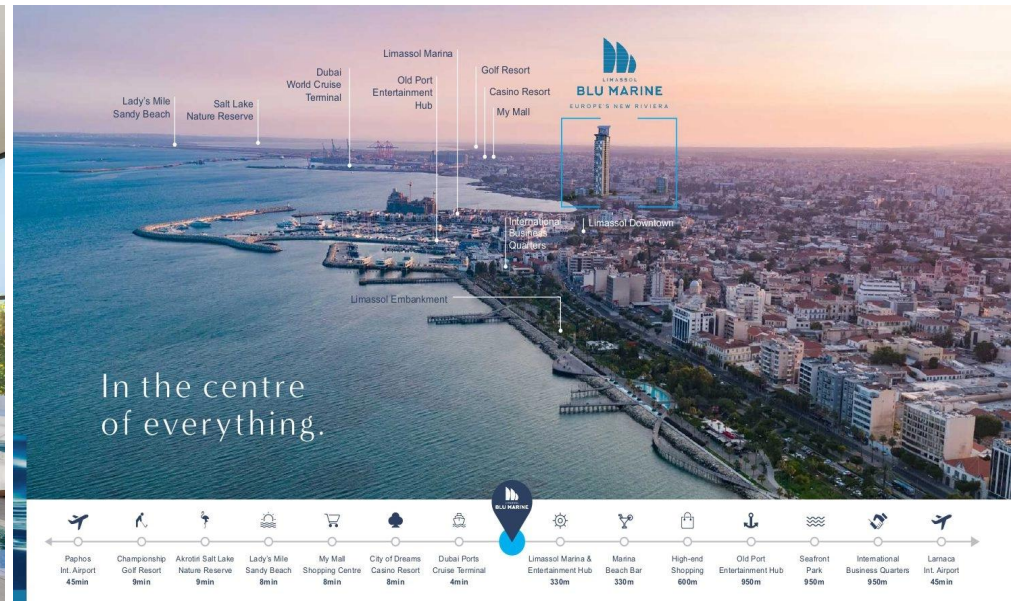 Limassol Marina
Dubai
World Cruise
Terminal
Old Port
Entertainment
Hub
Golf Resort
Casino Resort
My Mall
Lady's Mile
Sandy Beach
Salt Lake
Nature Reserve
LIMASSOL
BLU MARINE
EUROPE'S NEW RIVIERA
International
Business
Quarters
Limassol Downtown
Limassol Embankment
In the centre
of everything.
BLU MARINE
Paphos
Int. Airport
45min
Championship
Golf Resort
9min
Akrotiri Salt Lake
Nature Reserve
9min
Lady's Mile
Sandy Beach
8min
My Mall
Shopping Centre
8min
City of Dreams
Casino Resort
8min
Dubai Ports
Cruise Terminal
4min
Limassol Marina &
Entertainment Hub
330m
Marina
Beach Bar
330m
High-end
Shopping
600m
Old Port
Entertainment Hub
950m
Seafront
Park
950m
International
Business Quarters
950m
Larnaca
Int. Airport
45min